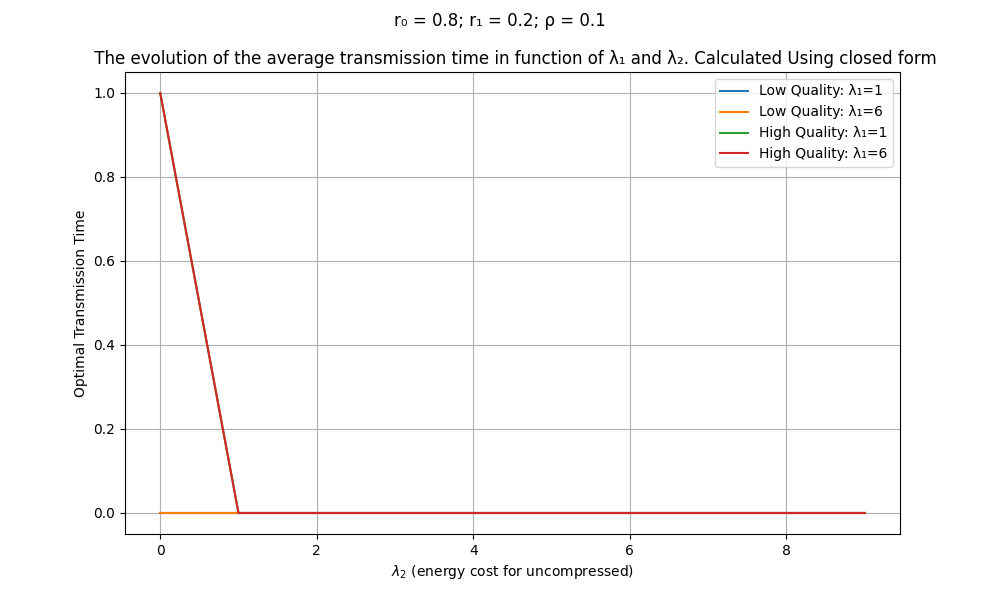 r₀ = 0.8; r₁ = 0.2; ρ = 0.1
The evolution of the average transmission time in function of λ₁ and λ₂. Calculated Using closed form
Low Quality: λ₁=1
Low Quality: λ₁=6
High Quality: λ₁=1
High Quality: λ₁=6
Optimal Transmission Time
1.0
0.8
0.6
0.4
0.2
0.0
0 2 4 6 8
λ₂ (energy cost for uncompressed)